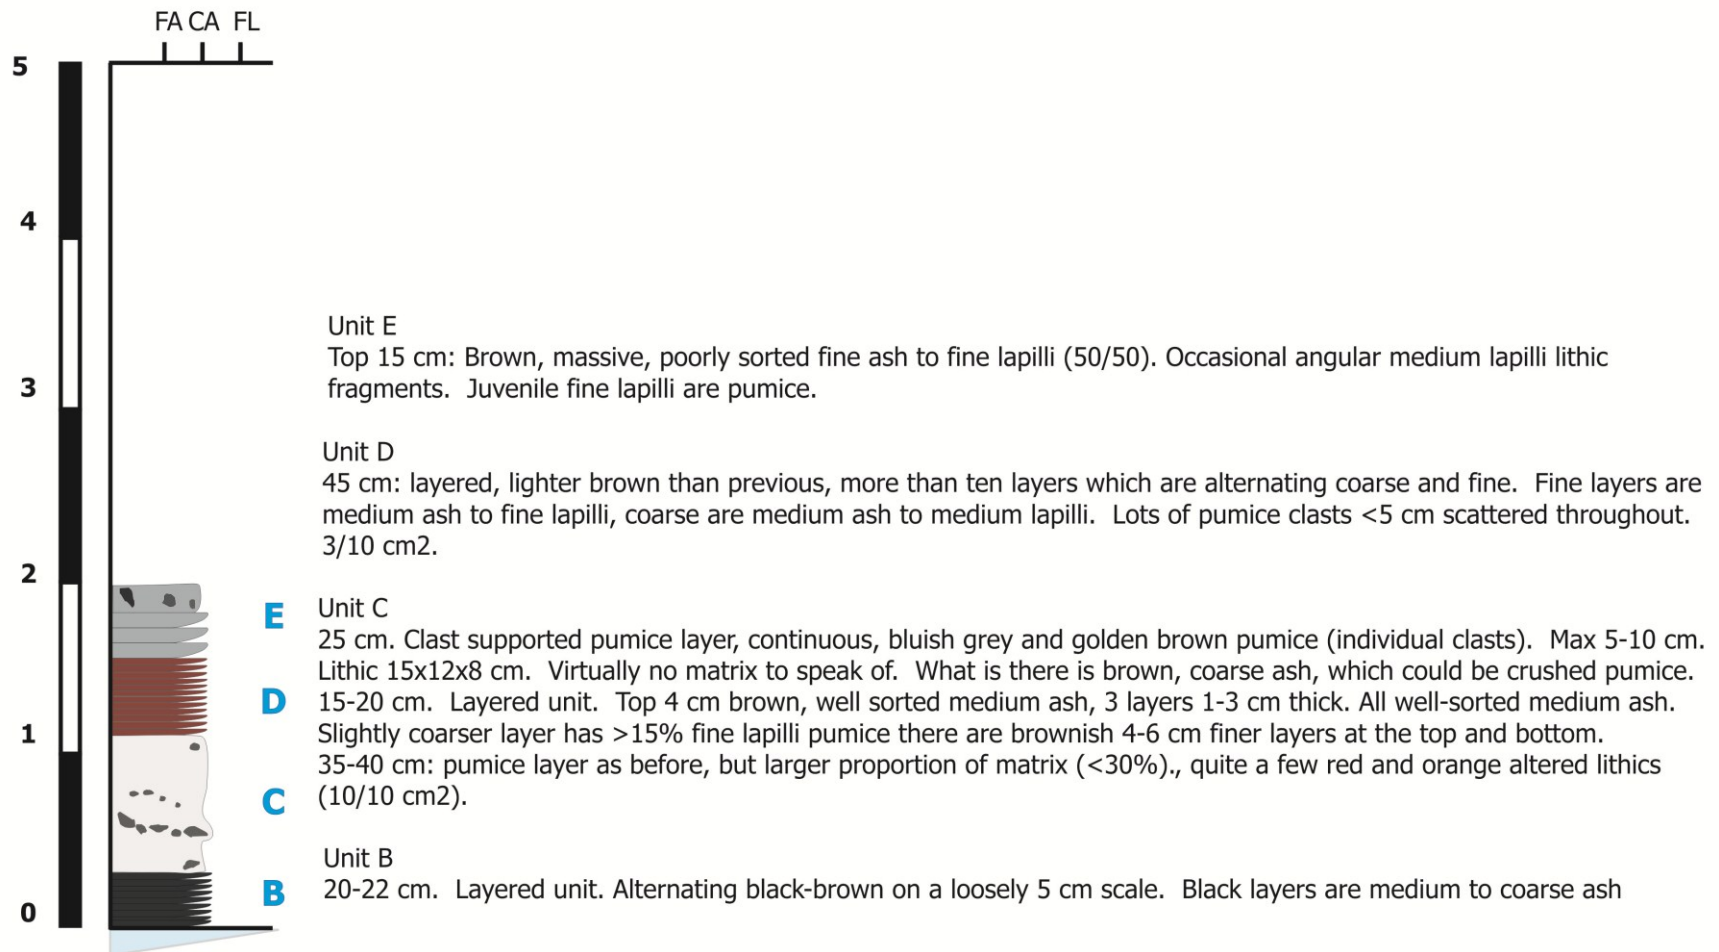 FA CA FL
5
4
3
2
1
0
E
D
C
B
Unit E
Top 15 cm: Brown, massive, poorly sorted fine ash to fine lapilli (50/50). Occasional angular medium lapilli lithic
fragments. Juvenile fine lapilli are pumice.
Unit D
45 cm: layered, lighter brown than previous, more than ten layers which are alternating coarse and fine. Fine layers are
medium ash to fine lapilli, coarse are medium ash to medium lapilli. Lots of pumice clasts <5 cm scattered throughout.
3/10 cm2.
Unit C
25 cm. Clast supported pumice layer, continuous, bluish grey and golden brown pumice (individual clasts). Max 5-10 cm.
Lithic 15x12x8 cm. Virtually no matrix to speak of. What is there is brown, coarse ash, which could be crushed pumice.
15-20 cm. Layered unit. Top 4 cm brown, well sorted medium ash, 3 layers 1-3 cm thick. All well-sorted medium ash.
Slightly coarser layer has >15% fine lapilli pumice there are brownish 4-6 cm finer layers at the top and bottom.
35-40 cm: pumice layer as before, but larger proportion of matrix (<30%)., quite a few red and orange altered lithics
(10/10 cm2).
Unit B
20-22 cm. Layered unit. Alternating black-brown on a loosely 5 cm scale. Black layers are medium to coarse ash